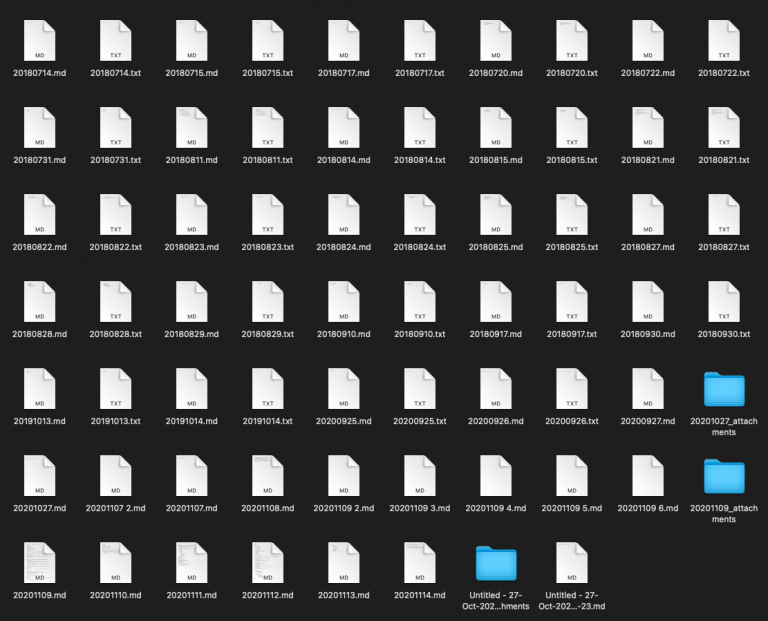 MD TXT MD TXT MD TXT MD TXT MD TXT
20180714.md 20180714.txt 20180715.md 20180715.txt 20180717.md 20180717.txt 20180720.md 20180720.txt 20180722.md 20180722.txt
MD TXT MD TXT MD TXT MD TXT MD TXT
20180731.md 20180731.txt 20180811.md 20180811.txt 20180814.md 20180814.txt 20180815.md 20180815.txt 20180821.md 20180821.txt
MD TXT MD TXT MD TXT MD TXT MD TXT
20180822.md 20180822.txt 20180823.md 20180823.txt 20180824.md 20180824.txt 20180825.md 20180825.txt 20180827.md 20180827.txt
MD TXT MD TXT MD TXT MD TXT MD TXT
20180828.md 20180828.txt 20180829.md 20180829.txt 20180910.md 20180910.txt 20180917.md 20180917.txt 20180930.md 20180930.txt
MD TXT MD TXT MD TXT MD TXT MD
20191013.md 20191013.txt 20191014.md 20191014.txt 20200925.md 20200925.txt 20200926.md 20200926.txt 20200927.md 20201027_attach
ments
MD MD MD MD MD MD MD
20201027.md 20201107 2.md 20201107.md 20201108.md 20201109 2.md 20201109 3.md 20201109 4.md 20201109 5.md 20201109 6.md 20201109_attach
ments
MD MD MD MD MD MD MD
20201109.md 20201110.md 20201111.md 20201112.md 20201113.md 20201114.md Untitled - 27- Untitled - 27-
Oct-202...hments Oct-202...-23.md